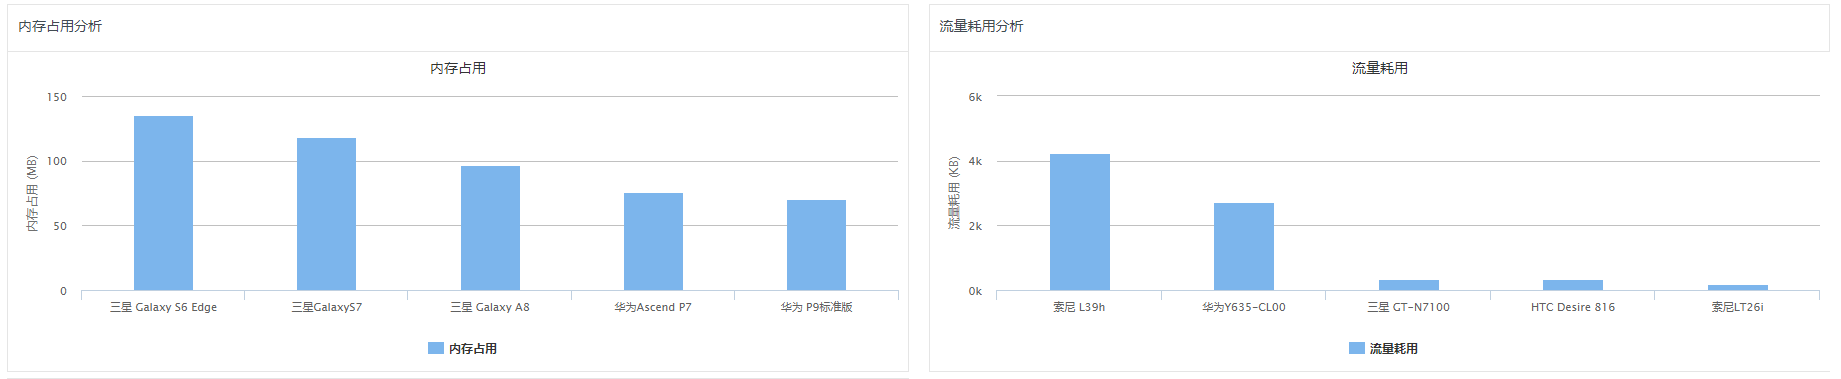 内存占用分析
内存占用
150
100
50
0
内存占用 (MB)
三星 Galaxy S6 Edge
三星GalaxyS7
三星 Galaxy A8
华为Ascend P7
华为 P9标准版
内存占用
流量耗用分析
流量耗用
6k
4k
2k
0k
流量耗用 (KB)
索尼 L39h
华为Y635-CL00
三星 GT-N7100
HTC Desire 816
索尼LT26i
流量耗用